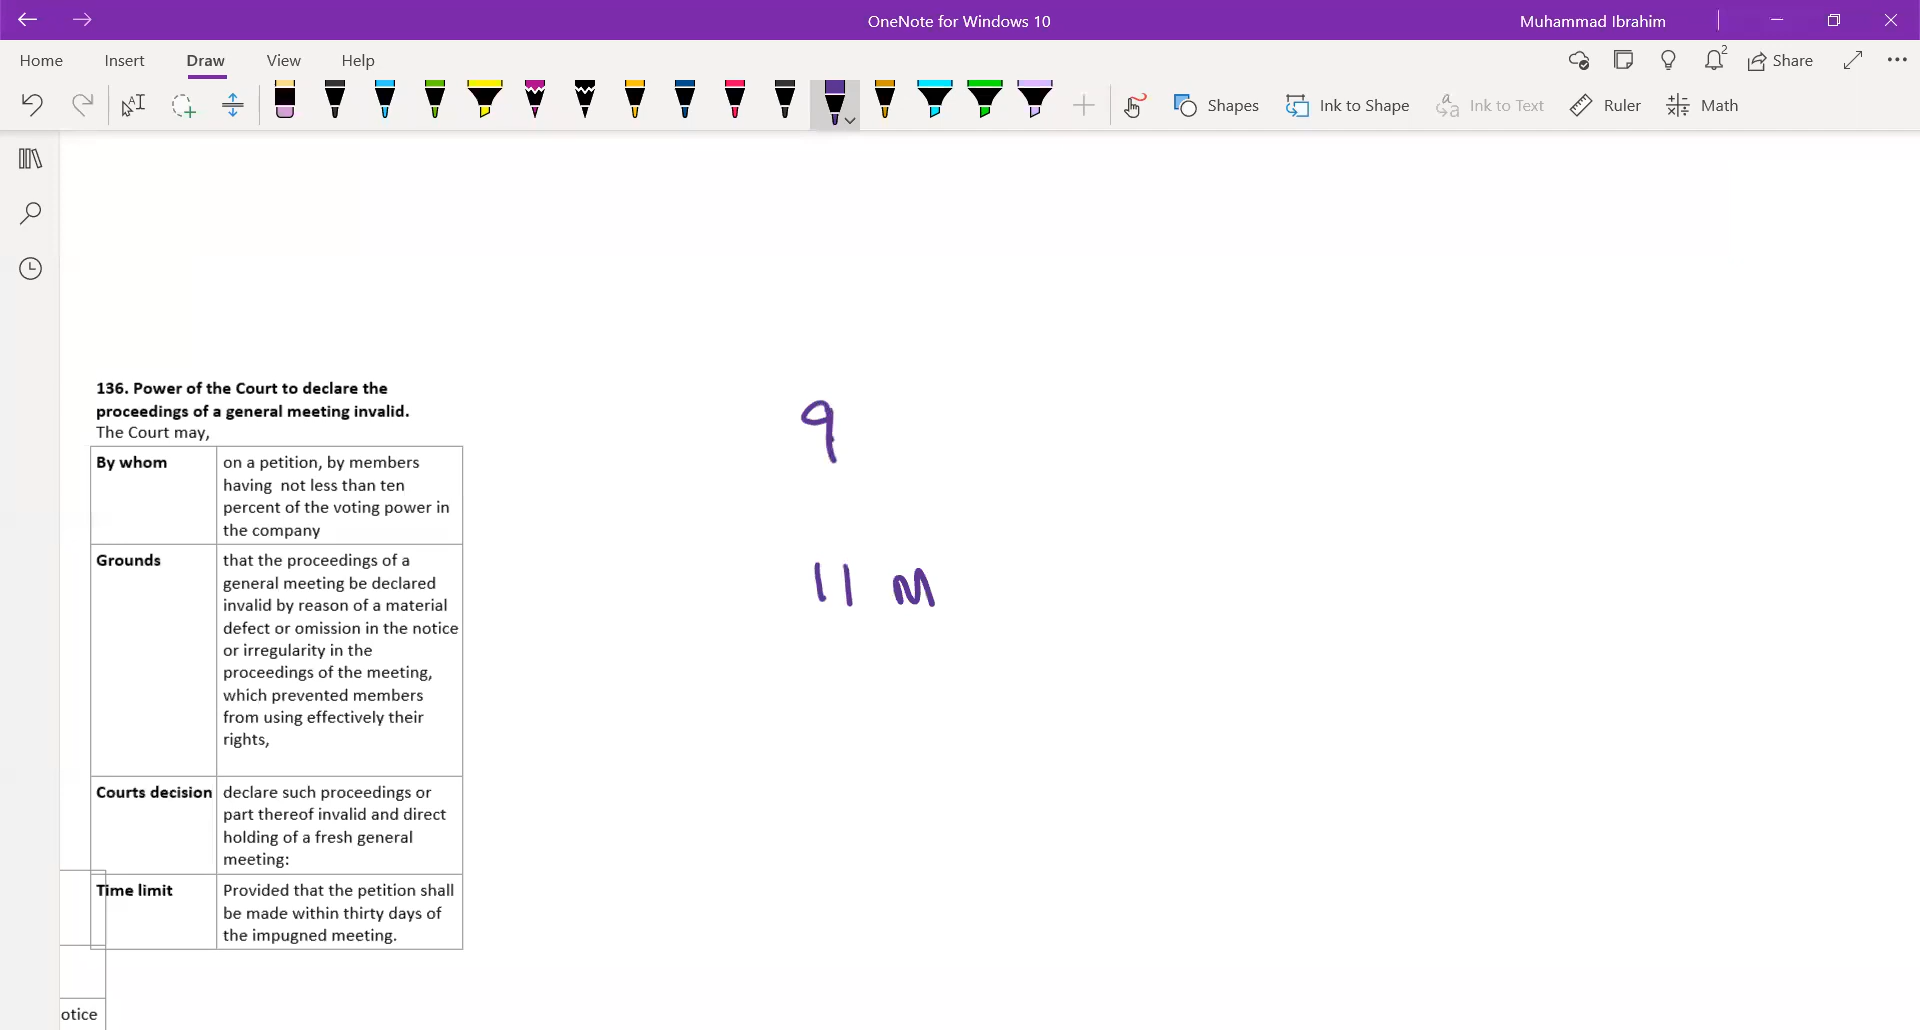 OneNote for Windows 10
Muhammad Ibrahim
Home Insert Draw View Help
2
Share
Shapes
Ink to Shape
Ink to Text
Ruler
Math
136. Power of the Court to declare the
proceedings of a general meeting invalid.
The Court may,
By whom
on a petition, by members
having not less than ten
percent of the voting power in
the company
Grounds
that the proceedings of a
general meeting be declared
invalid by reason of a material
defect or omission in the notice
or irregularity in the
proceedings of the meeting,
which prevented members
from using effectively their
rights,
Courts decision
declare such proceedings or
part thereof invalid and direct
holding of a fresh general
meeting:
Time limit
Provided that the petition shall
be made within thirty days of
the impugned meeting.
otice
9
11 M